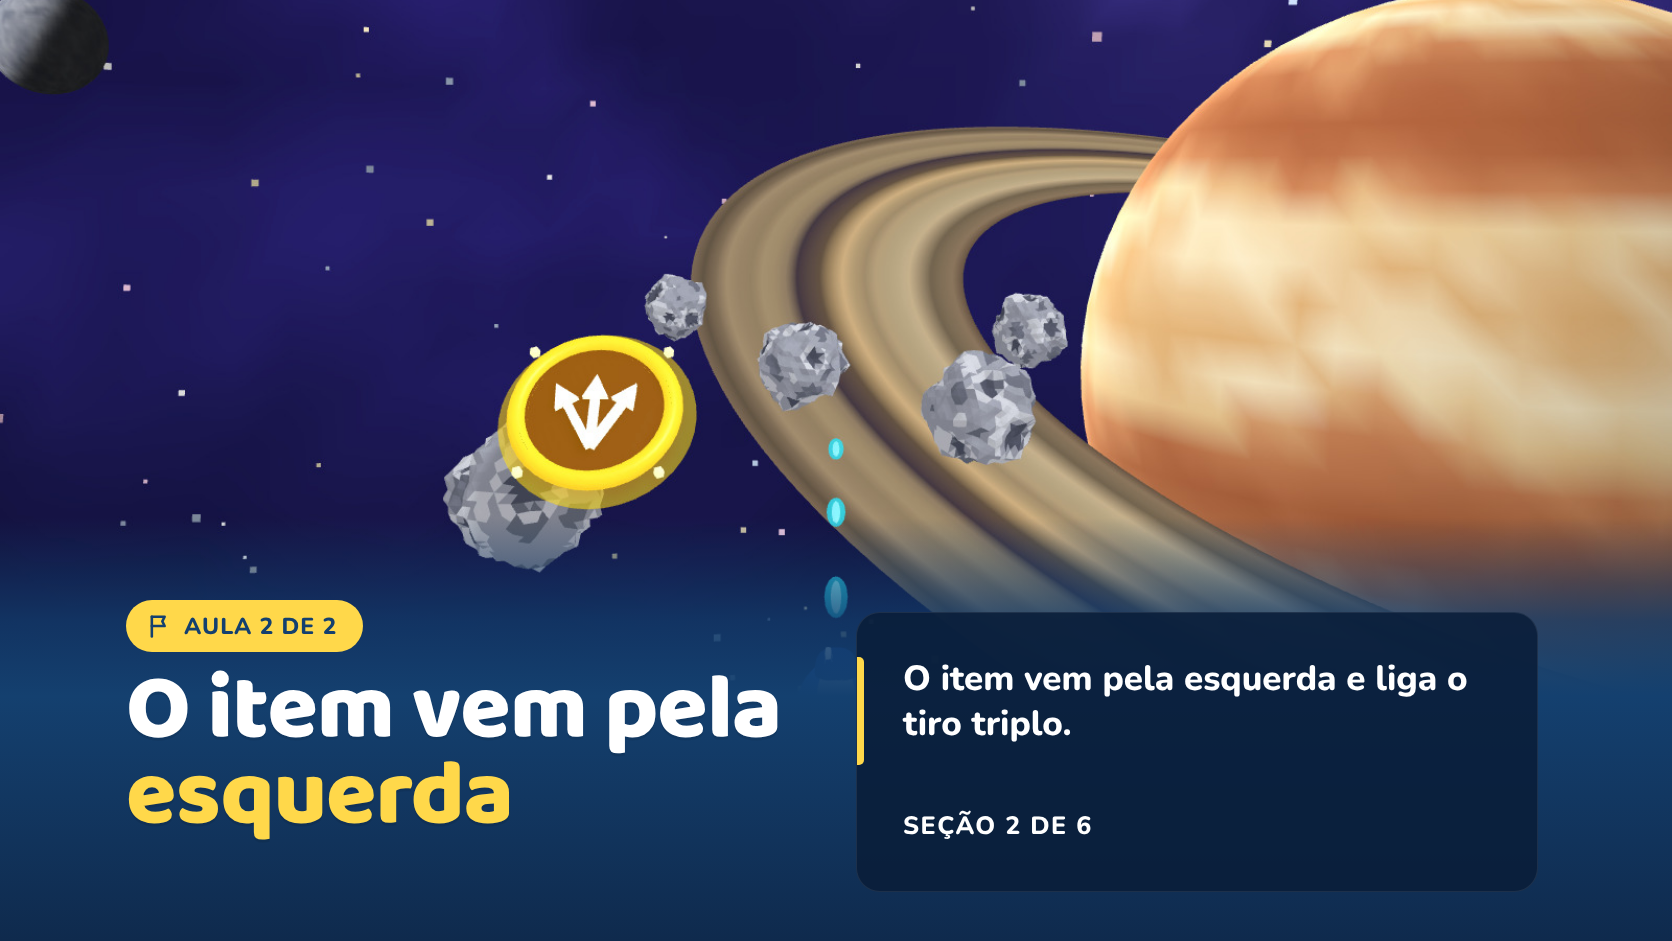 AULA 2 DE 2
O item vem pela
esquerda
O item vem pela esquerda e liga o
tiro triplo.
SEÇÃO 2 DE 6